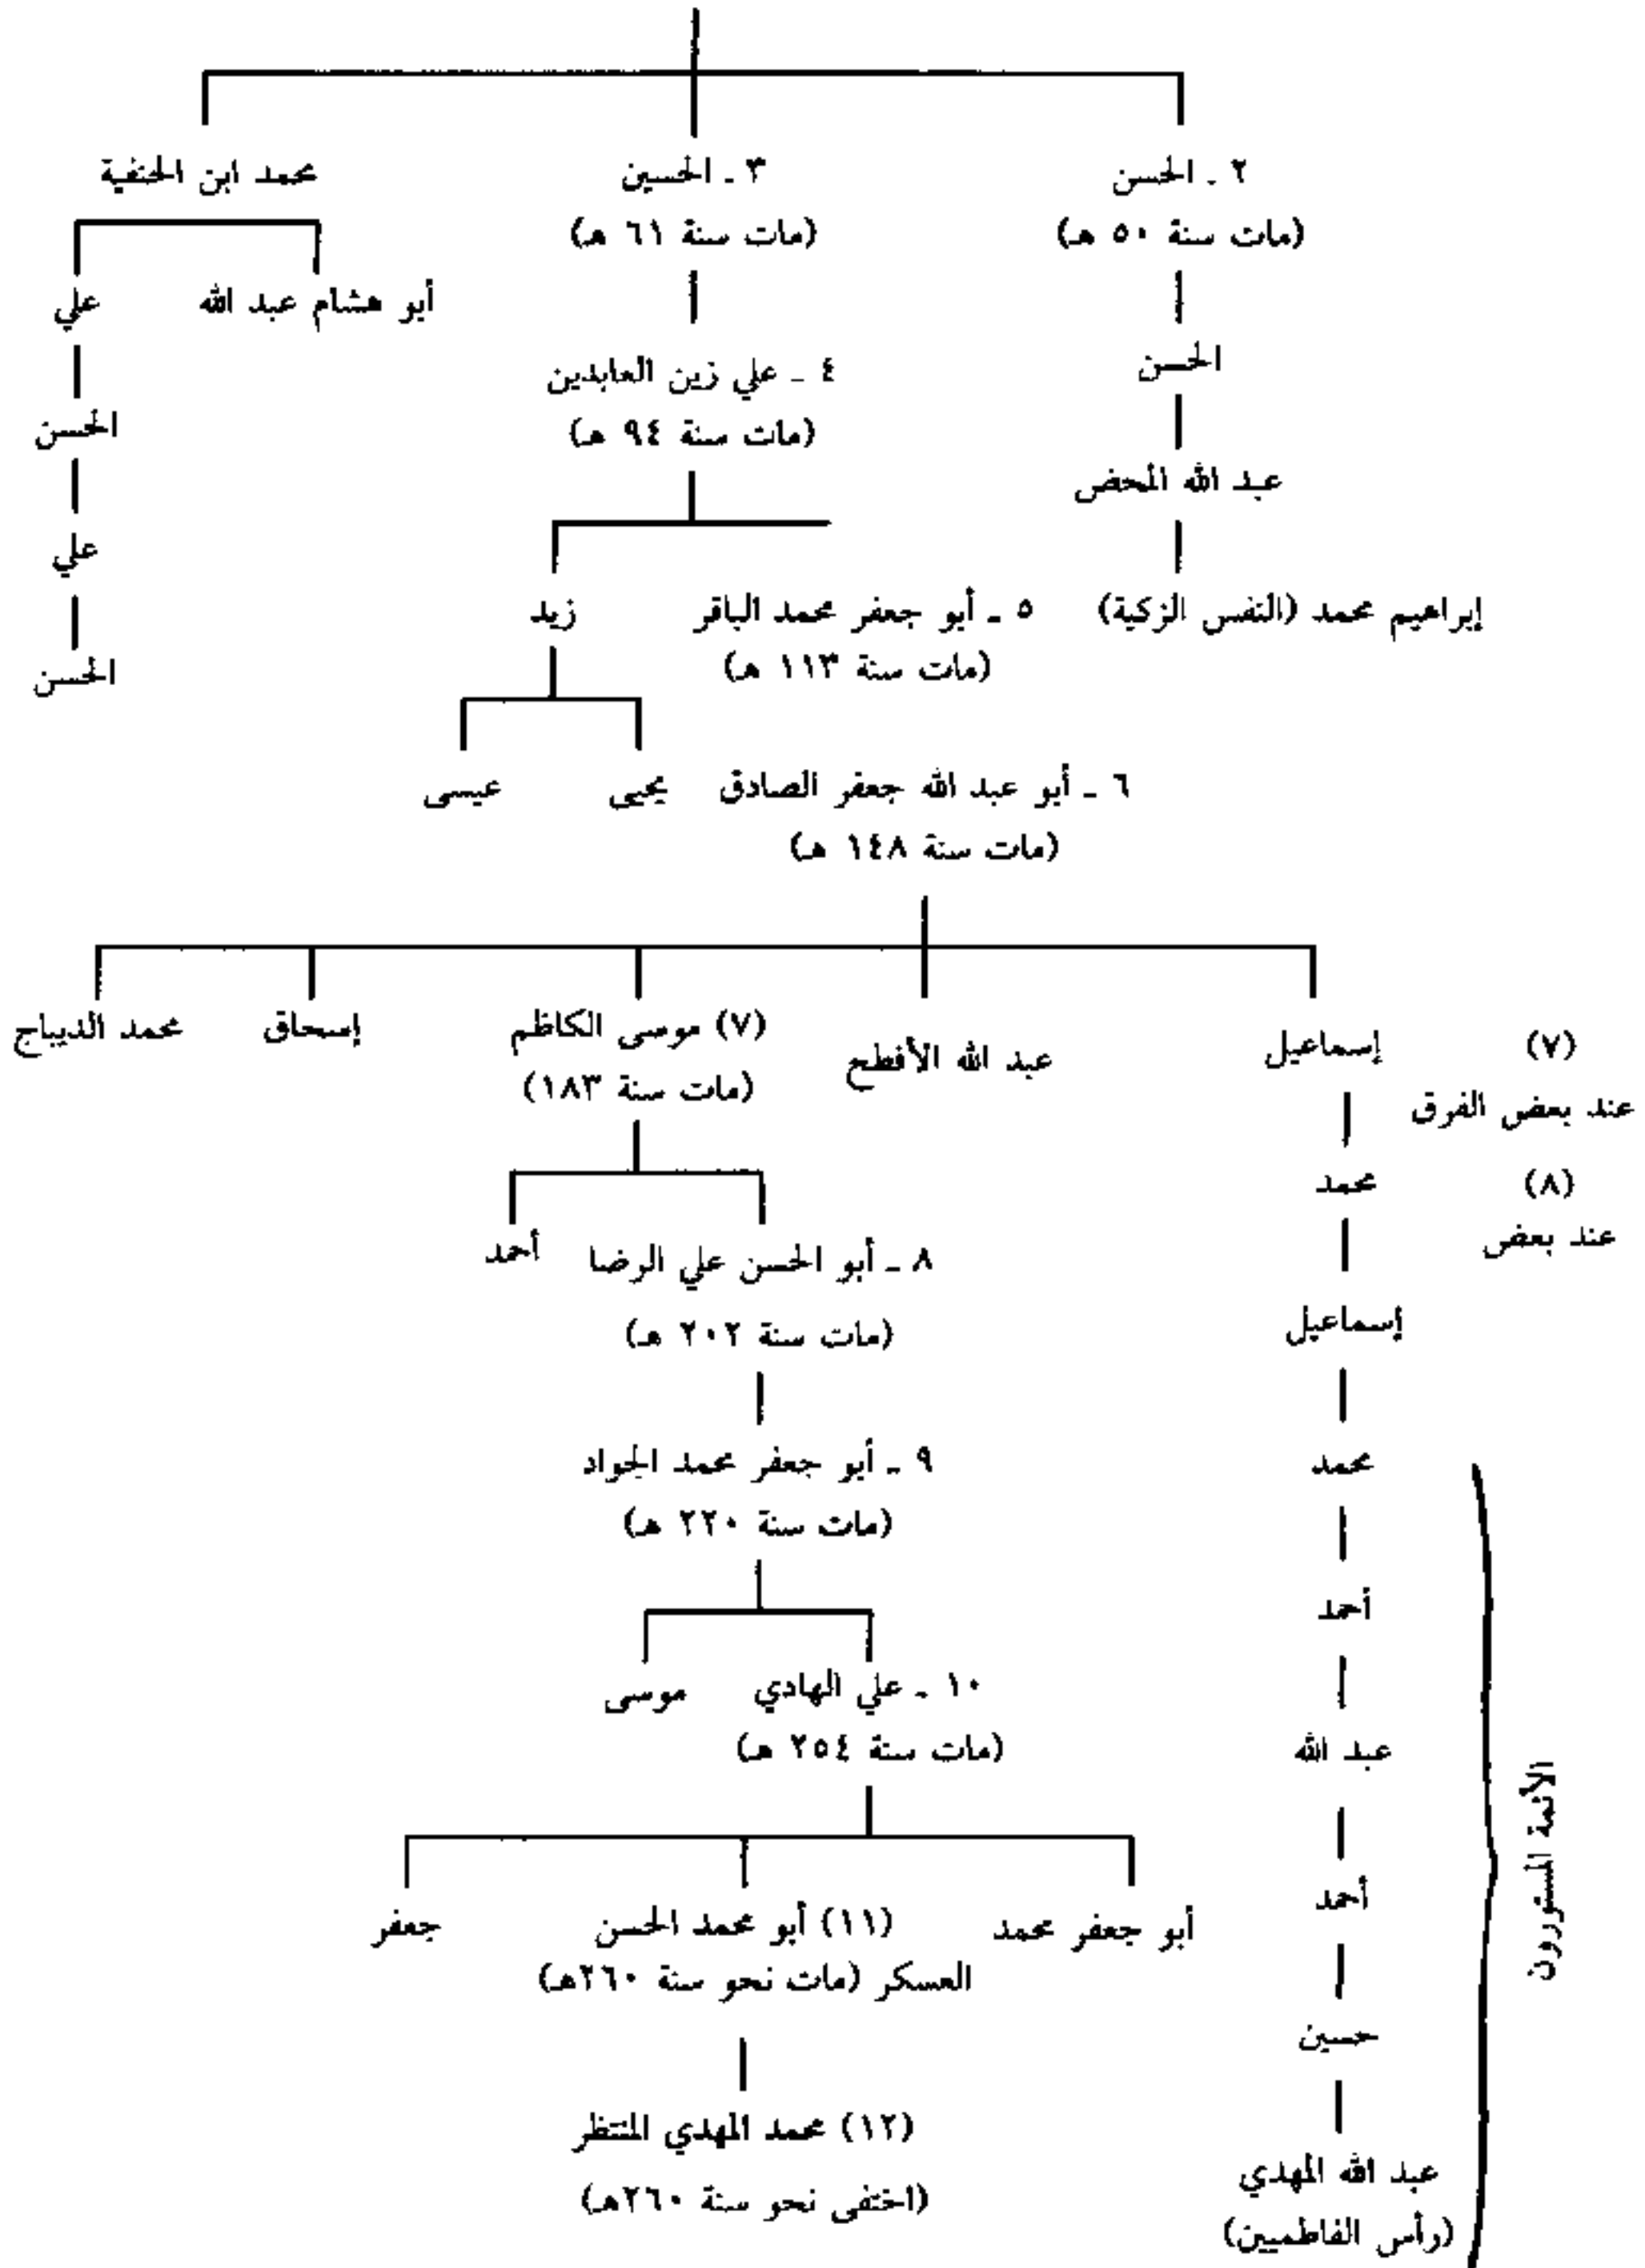 ٢ ـ الحسن
(مات سنة ٥٠ هـ)
٣ ـ الحسين
(مات سنة ٦١ هـ)
محمد ابن الحنفية
أبو هشام عبد الله
علي
الحسن
٤ ـ علي زين العابدين
(مات سنة ٩٤ هـ)
الحسن
عبد الله المحض
علي
إبراهيم محمد (النفس الزكية)
٥ ـ أبو جعفر محمد الباقر
(مات سنة ١١٣ هـ)
زيد
الحسن
٦ ـ أبو عبد الله جعفر الصادق
(مات سنة ١٤٨ هـ)
يحيى
عيسى
(٧)
عند بعض الفرق
إسماعيل
عبد الله الأفطح
(٧) موسى الكاظم
(مات سنة ١٨٣)
إسحاق
محمد الديباج
(٨)
عند بعض
محمد
٨ ـ أبو الحسن علي الرضا
(مات سنة ٢٠٢ هـ)
أحمد
إسماعيل
٩ ـ أبو جعفر محمد الجواد
(مات سنة ٢٢٠ هـ)
محمد
أحمد
١٠ ـ علي الهادي
(مات سنة ٢٥٤ هـ)
موسى
عبد الله
الأئمة المستورون
أحمد
أبو جعفر محمد
(١١) أبو محمد الحسن
العسكر (مات نحو سنة ٢٦٠هـ)
جعفر
حسين
(١٢) محمد المهدي المنتظر
(اختفى نحو سنة ٢٦٠هـ)
عبد الله المهدي
(رأس الفاطميين)